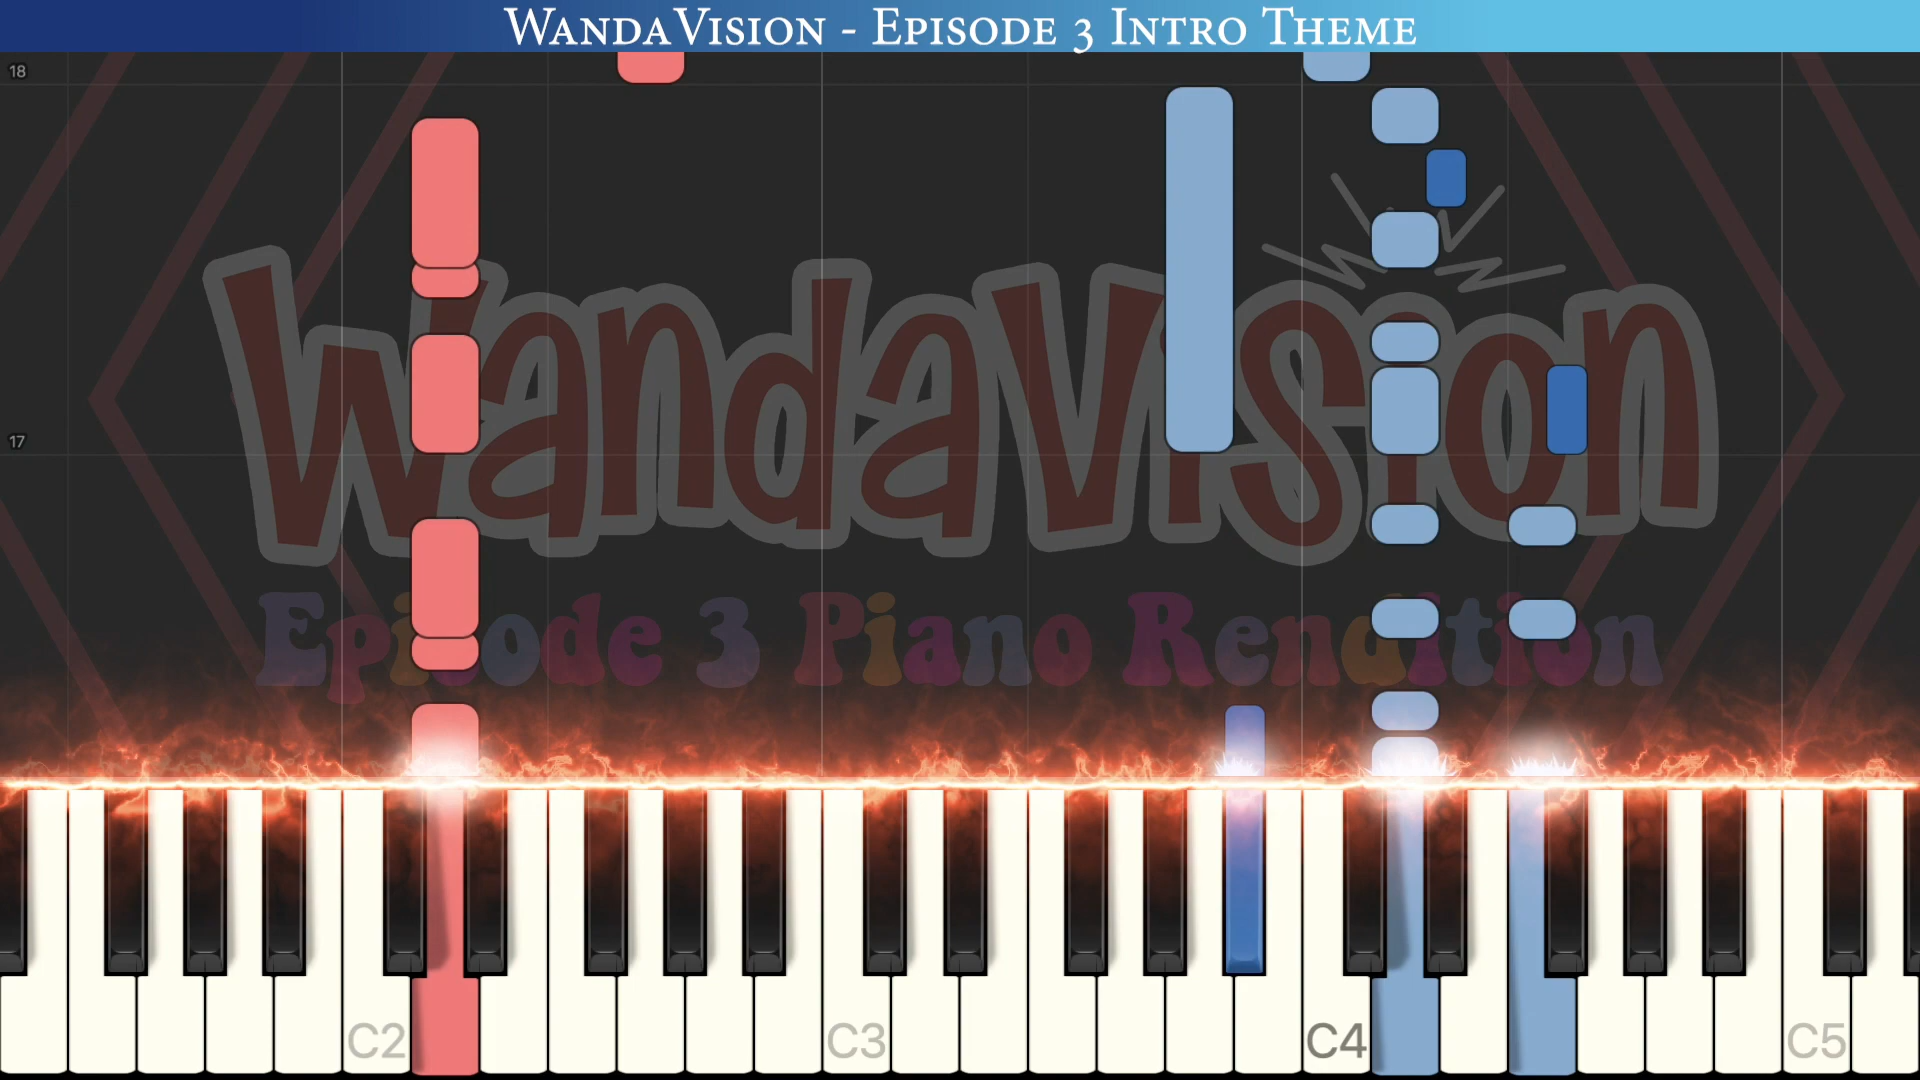 WandaVision - Episode 3 Intro Theme
18
WandaVision
17
Episode 3 Piano Rendition
C2 C3 C4 C5